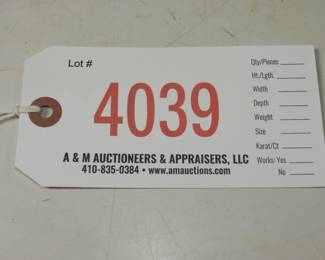 Lot #
4039
A & M AUCTIONEERS & APPRAISERS, LLC
410-835-0384 • www.amauctions.com
Qty/Pieces
Ht./Lgth.
Width
Depth
Weight
Size
Karat/Ct
Works: Yes
No